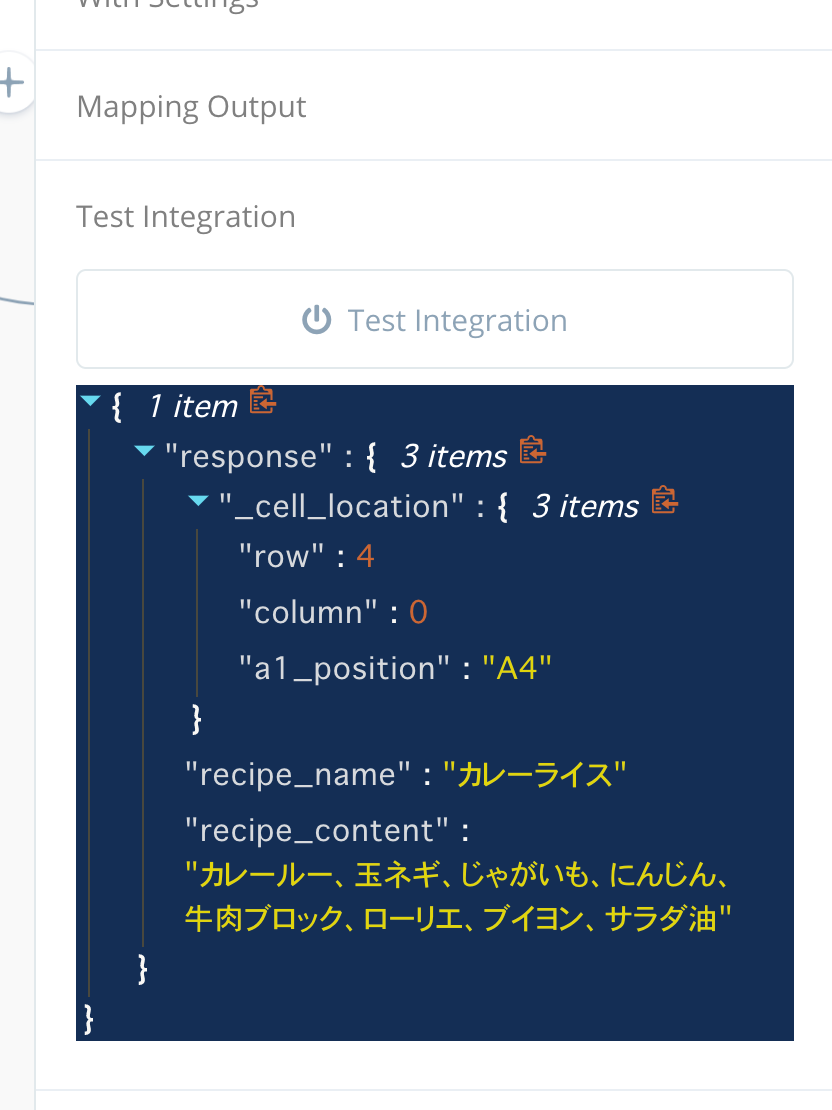 With Settings
Mapping Output
Test Integration
Test Integration
{ 1 item
"response" : { 3 items
"_cell_location" : { 3 items
"row" : 4
"column" : 0
"a1_position" : "A4"
}
"recipe_name" : "カレーライス"
"recipe_content" :
"カレールー、玉ネギ、じゃがいも、にんじん、
牛肉ブロック、ローリエ、ブイヨン、サラダ油"
}
}